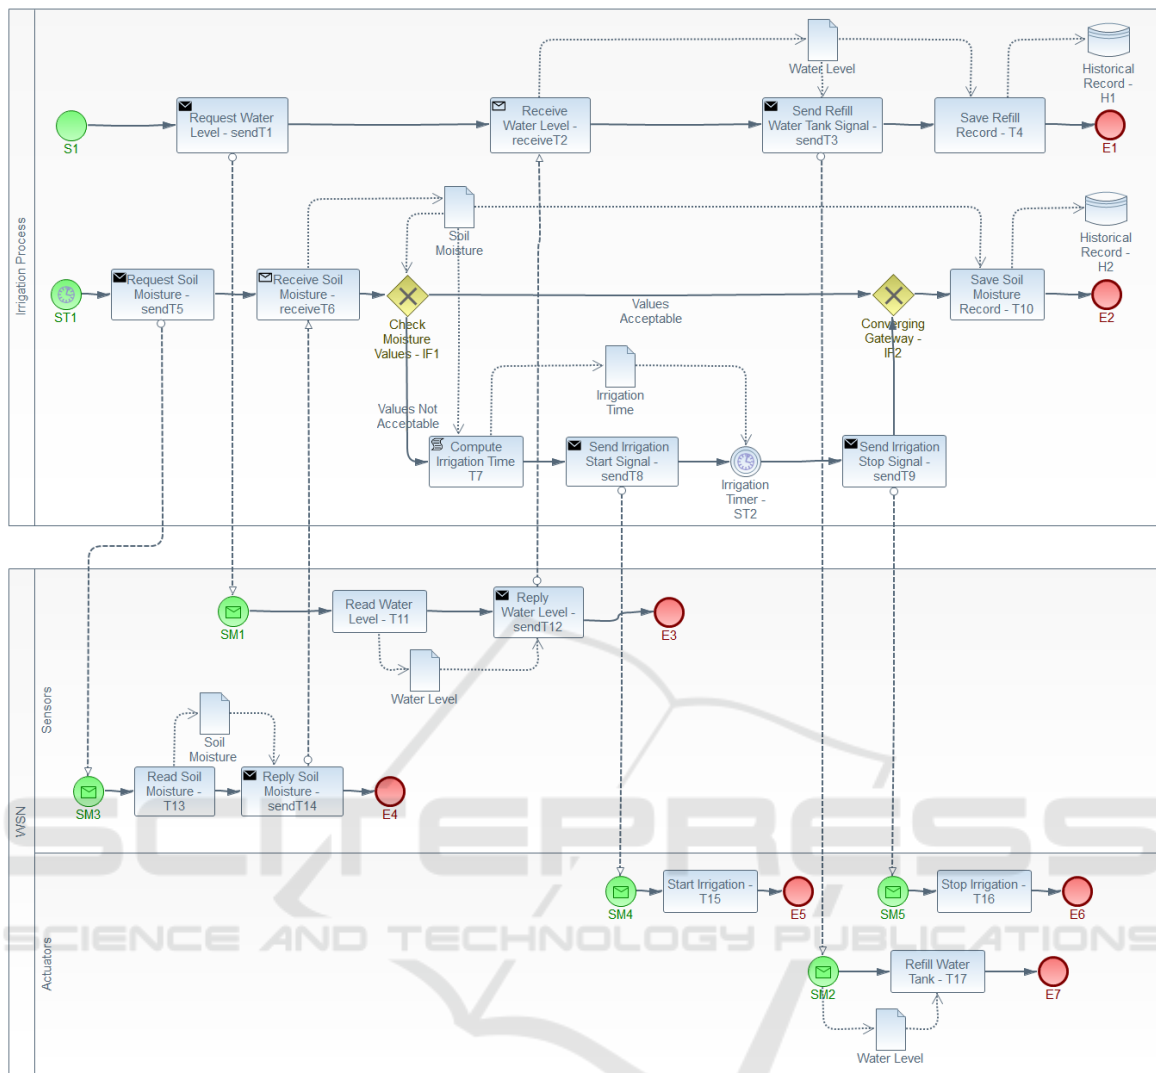 Irrigation Process
Water Level
Historical
Record -
H1
S1
Request Water
Level - sendT1
Receive
Water Level -
receiveT2
Send Refill
Water Tank Signal -
sendT3
Save Refill
Record - T4
E1
Soil
Moisture
Historical
Record -
H2
ST1
Request Soil
Moisture -
sendT5
Receive Soil
Moisture -
receiveT6
Check
Moisture
Values - IF1
Values
Acceptable
Converging
Gateway -
IF2
Save Soil
Moisture
Record - T10
E2
Irrigation
Time
Values Not
Acceptable
Compute
Irrigation Time
T7
Send Irrigation
Start Signal -
sendT8
Irrigation
Timer -
ST2
Send Irrigation
Stop Signal -
sendT9
WSN
Sensors
SM1
Read Water
Level - T11
Reply
Water Level -
sendT12
E3
Water Level
Soil
Moisture
SM3
Read Soil
Moisture -
T13
Reply Soil
Moisture -
sendT14
E4
SCITEPRESS
SCIENCE AND TECHNOLOGY PUBLICATIONS
Actuators
SM4
Start Irrigation -
T15
E5
SM5
Stop Irrigation -
T16
E6
SM2
Refill Water
Tank - T17
E7
Water Level